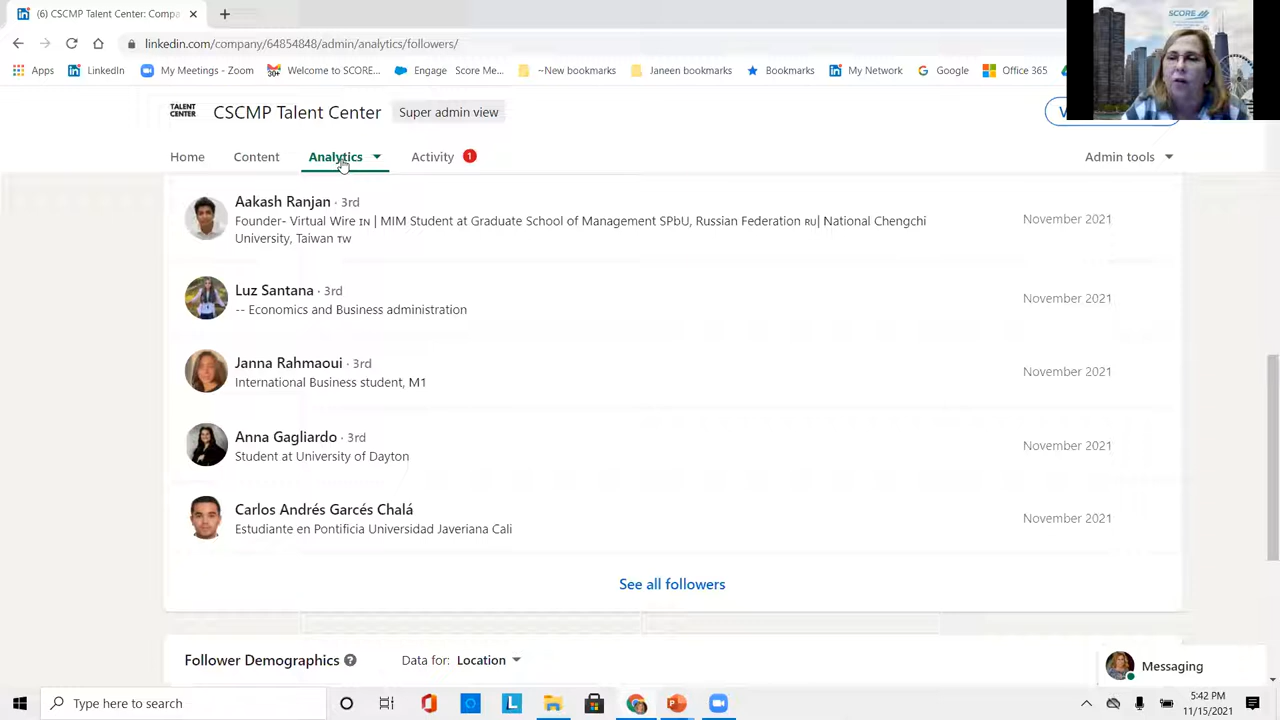 (6) CSCMP Talent Center: Compa
linkedin.com/company/64854648/admin/analytics/followers/
Apps LinkedIn My Meetings - Zoom Welcome to SCORE... Engage - Score Me... ~New bookmarks Janeen bookmarks Bookmarks My Network Google Office 365
SCORE
TALENT CENTER
CSCMP Talent Center Super admin view
Home Content Analytics Activity 1 Admin tools
Aakash Ranjan · 3rd
Founder- Virtual Wire IN | MIM Student at Graduate School of Management SPbU, Russian Federation RU| National Chengchi
University, Taiwan TW
November 2021
Luz Santana · 3rd
-- Economics and Business administration
November 2021
Janna Rahmaoui · 3rd
International Business student, M1
November 2021
Anna Gagliardo · 3rd
Student at University of Dayton
November 2021
Carlos Andrés Garcés Chalá
Estudiante en Pontificia Universidad Javeriana Cali
November 2021
See all followers
Follower Demographics ? Data for: Location
Messaging
Type here to search
5:42 PM
11/15/2021